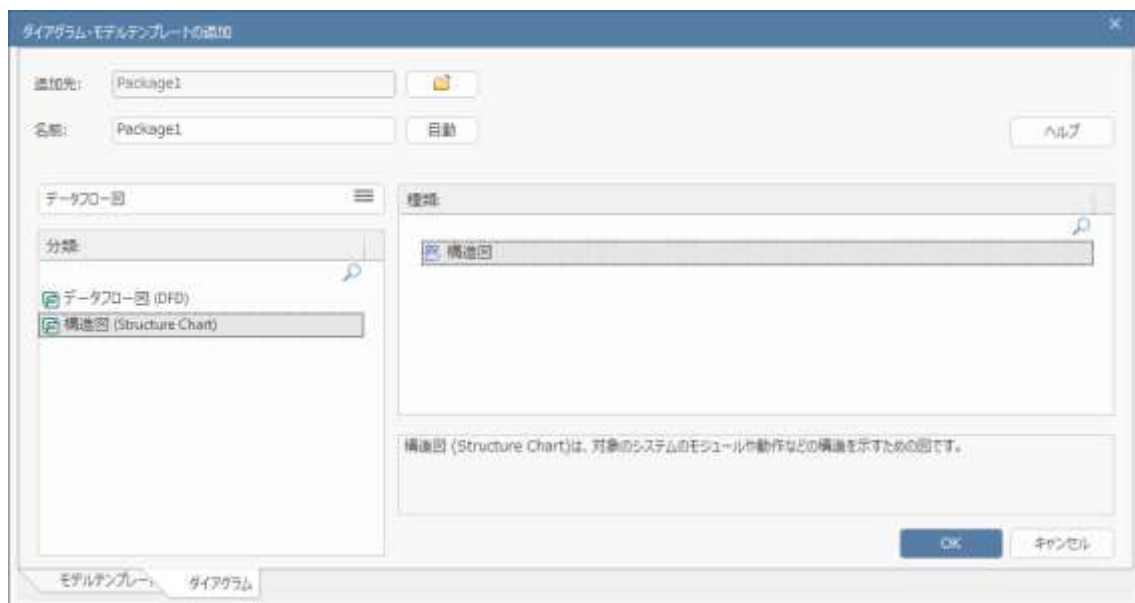 ダイアグラム・モデルテンプレートの追加
追加先: Package1
名前: Package1 自動 ヘルプ
データフロー図
種類:
分類:
構造図
データフロー図 (DFD)
構造図 (Structure Chart)
構造図 (Structure Chart)は、対象のシステムのモジュールや動作などの構造を示すための図です。
OK キャンセル
モデルテンプレート ダイアグラム